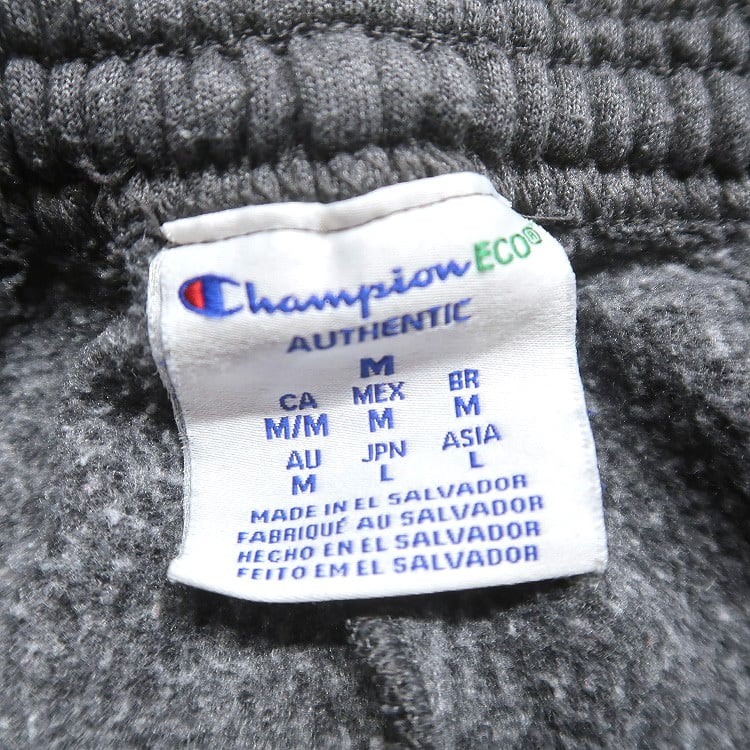 Champion ECO®
AUTHENTIC
M
CA MEX BR
M/M M M
AU JPN ASIA
M L L
MADE IN EL SALVADOR
FABRIQUÉ AU SALVADOR
HECHO EN EL SALVADOR
FEITO EM EL SALVADOR